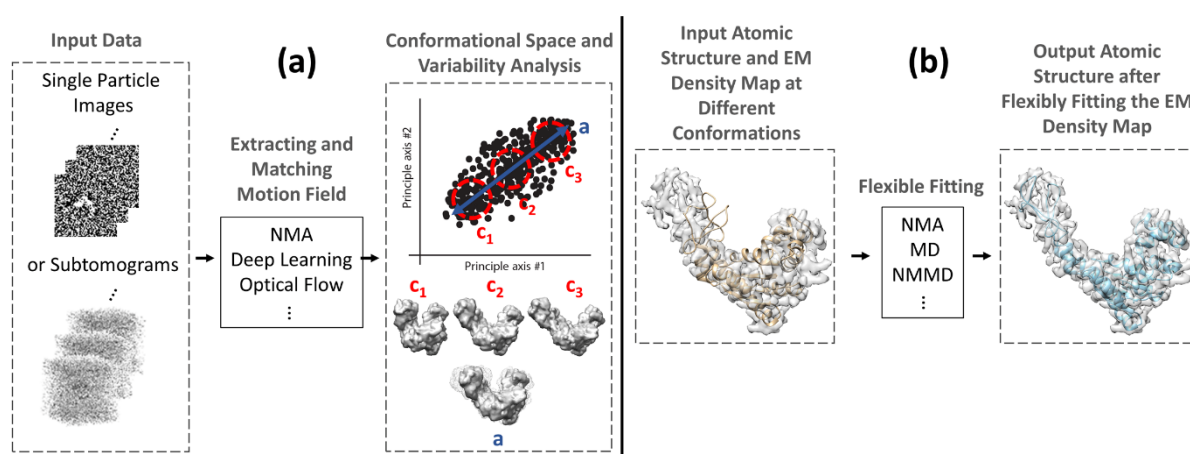 (a)
Input Data
Single Particle
Images
...
or Subtomograms
...
Extracting and
Matching
Motion Field
NMA
Deep Learning
Optical Flow
⋮
Conformational Space and
Variability Analysis
Principle axis #2
a
c3
c2
c1
Principle axis #1
c1 c2 c3
a
(b)
Input Atomic
Structure and EM
Density Map at
Different
Conformations
Flexible Fitting
NMA
MD
NMMD
⋮
Output Atomic
Structure after
Flexibly Fitting the EM
Density Map